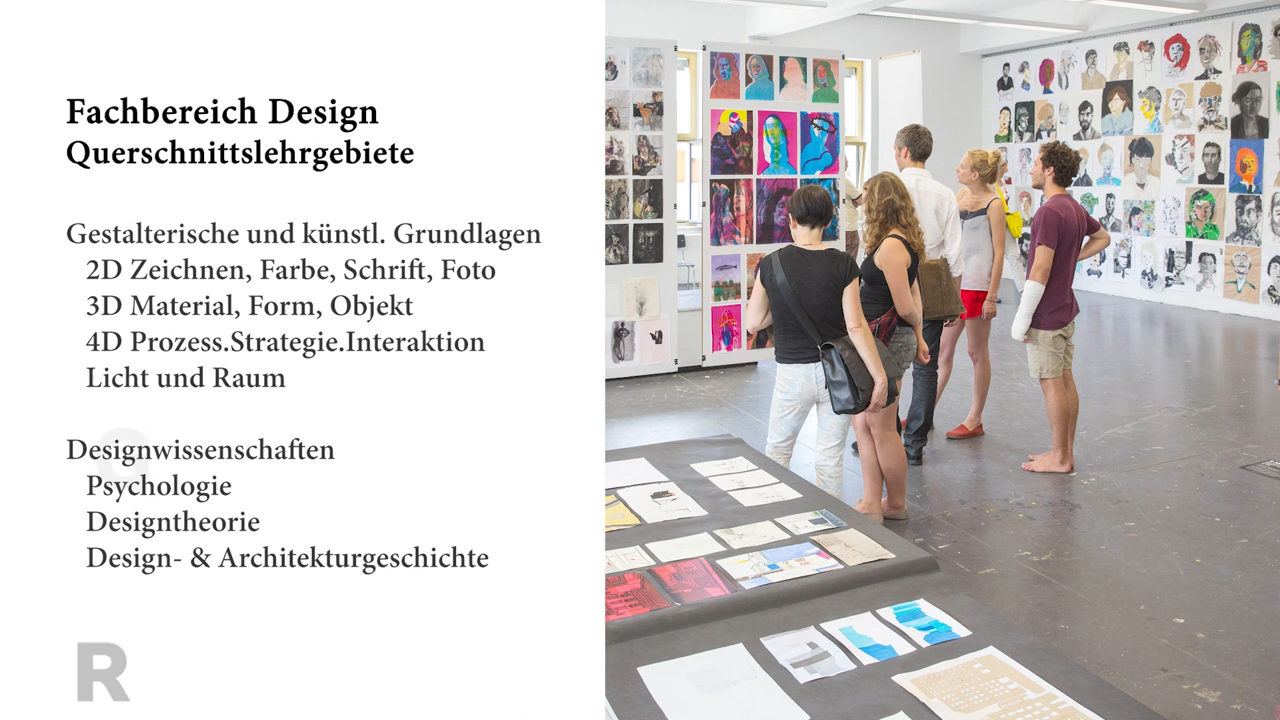 Fachbereich Design
Querschnittslehrgebiete
Gestalterische und künstl. Grundlagen
2D Zeichnen, Farbe, Schrift, Foto
3D Material, Form, Objekt
4D Prozess.Strategie.Interaktion
Licht und Raum
Designwissenschaften
Psychologie
Designtheorie
Design- & Architekturgeschichte
R